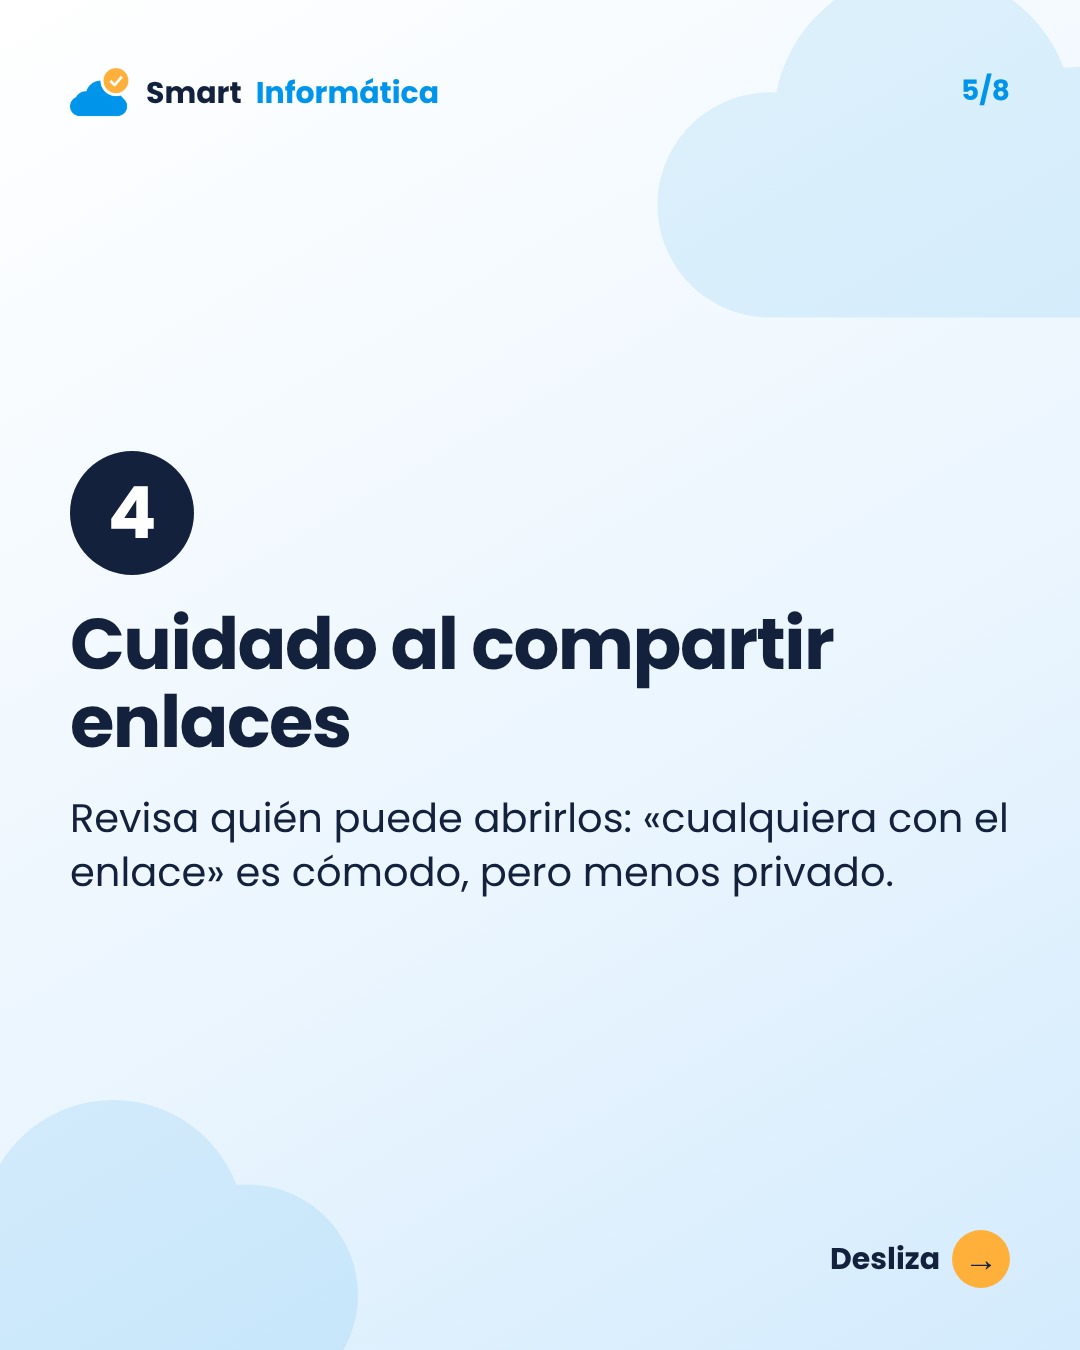 Smart Informática
5/8
4
Cuidado al compartir
enlaces
Revisa quién puede abrirlos: «cualquiera con el
enlace» es cómodo, pero menos privado.
Desliza →